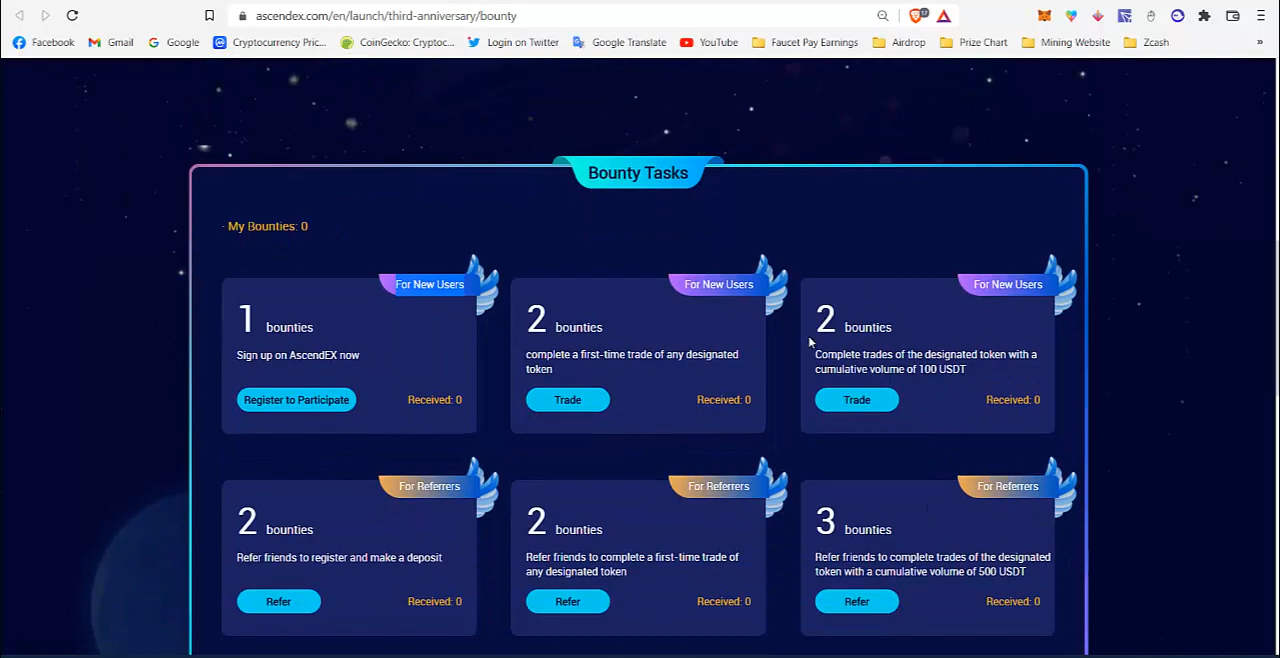 ascendex.com/en/launch/third-anniversary/bounty
17
Facebook
Gmail
Google
Cryptocurrency Pric...
CoinGecko: Cryptoc...
Login on Twitter
Google Translate
YouTube
Faucet Pay Earnings
Airdrop
Prize Chart
Mining Website
Zcash
»
Bounty Tasks
· My Bounties: 0
For New Users
1 bounties
Sign up on AscendEX now
Register to Participate
Received: 0
For New Users
2 bounties
complete a first-time trade of any designated
token
Trade
Received: 0
For New Users
2 bounties
Complete trades of the designated token with a
cumulative volume of 100 USDT
Trade
Received: 0
For Referrers
2 bounties
Refer friends to register and make a deposit
Refer
Received: 0
For Referrers
2 bounties
Refer friends to complete a first-time trade of
any designated token
Refer
Received: 0
For Referrers
3 bounties
Refer friends to complete trades of the designated
token with a cumulative volume of 500 USDT
Refer
Received: 0